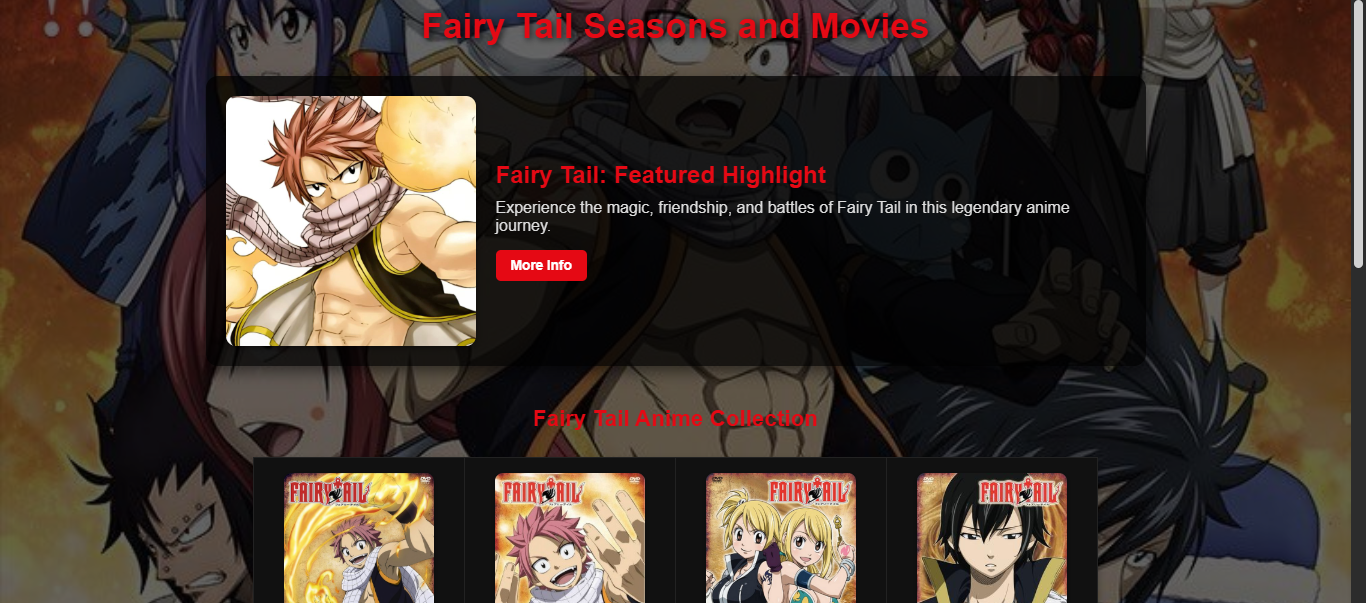 Fairy Tail Seasons and Movies
Fairy Tail: Featured Highlight
Experience the magic, friendship, and battles of Fairy Tail in this legendary anime
journey.
More Info
Fairy Tail Anime Collection
FAIRY TAIL
FAIRY TAIL
FAIRY TAIL
FAIRY TAIL